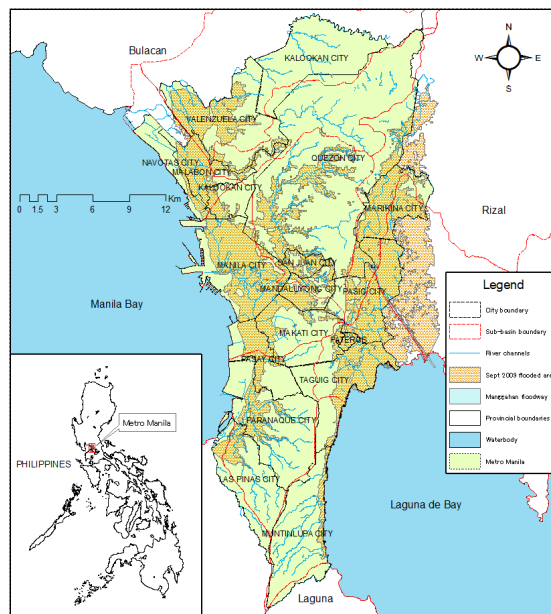 N
W E
S
Bulacan
KALOOKAN CITY
VALENZUELA CITY
QUEZON CITY
NAVOTAS CITY
MALABON CITY
KALOOKAN CITY
Km
0 1.5 3 6 9 12
MARIKINA CITY
Rizal
MANILA CITY
SAN JUAN CITY
MANDALUYONG CITY
PASIG CITY
Manila Bay
MAKATI CITY
PATEROS
PASAY CITY
TAGUIG CITY
PARANAQUE CITY
LAS PINAS CITY
MUNTINLUPA CITY
Laguna de Bay
Laguna
Legend
City boundary
Sub-basin boundary
River channels
Sept 2009 flooded area
Manggahan floodway
Provincial boundaries
Waterbody
Metro Manila
Metro Manila
PHILIPPINES